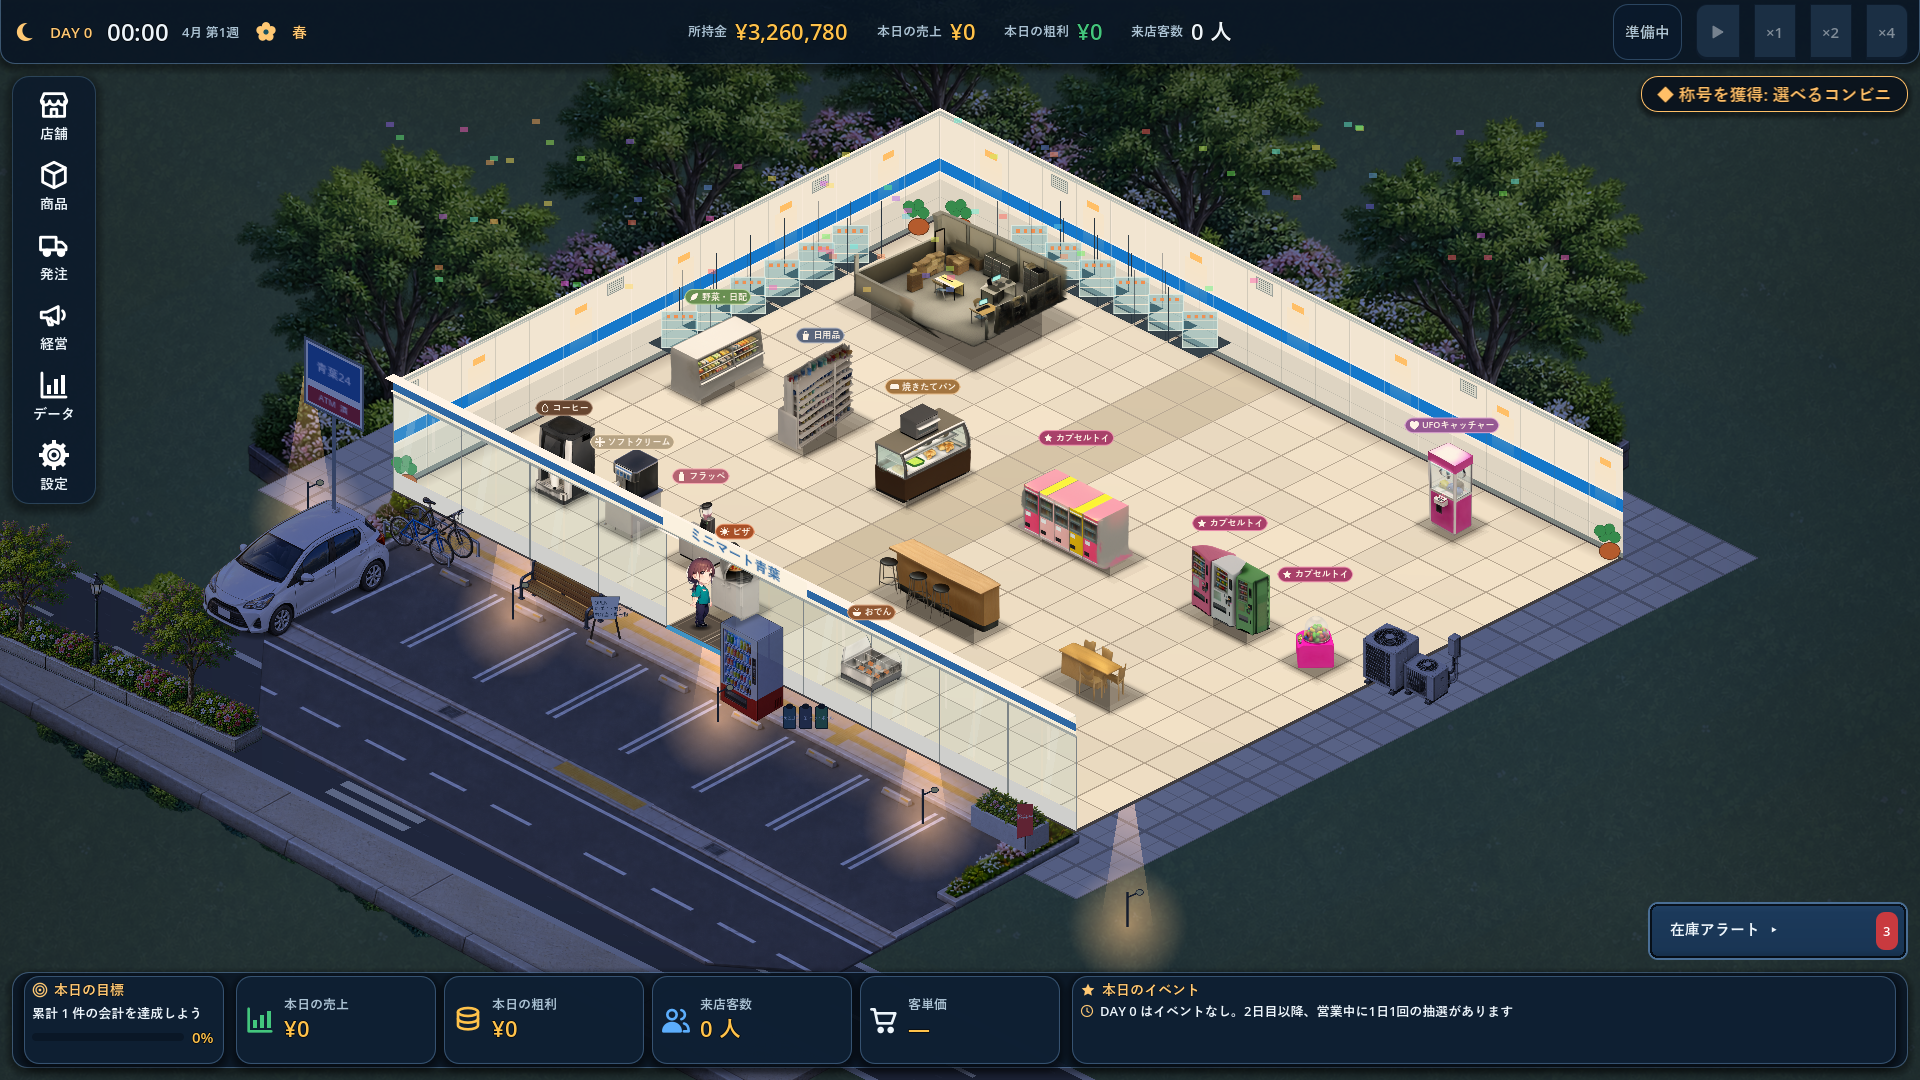 DAY 0 00:00 4月 第1週 春
所持金 ¥3,260,780 本日の売上 ¥0 本日の粗利 ¥0 来店客数 0 人
準備中 ×1 ×2 ×4
◆ 称号を獲得: 選べるコンビニ
店舗
商品
発注
経営
データ
設定
野菜・日配
日用品
焼きたてパン
コーヒー
ソフトクリーム
フラッペ
ピザ
カプセルトイ
UFOキャッチャー
カプセルトイ
カプセルトイ
おでん
青葉24
ATM 酒
ミニマート青葉
在庫アラート
3
本日の目標
累計 1 件の会計を達成しよう
0%
本日の売上
¥0
本日の粗利
¥0
来店客数
0 人
客単価
—
本日のイベント
DAY 0 はイベントなし。2日目以降、営業中に1日1回の抽選があります